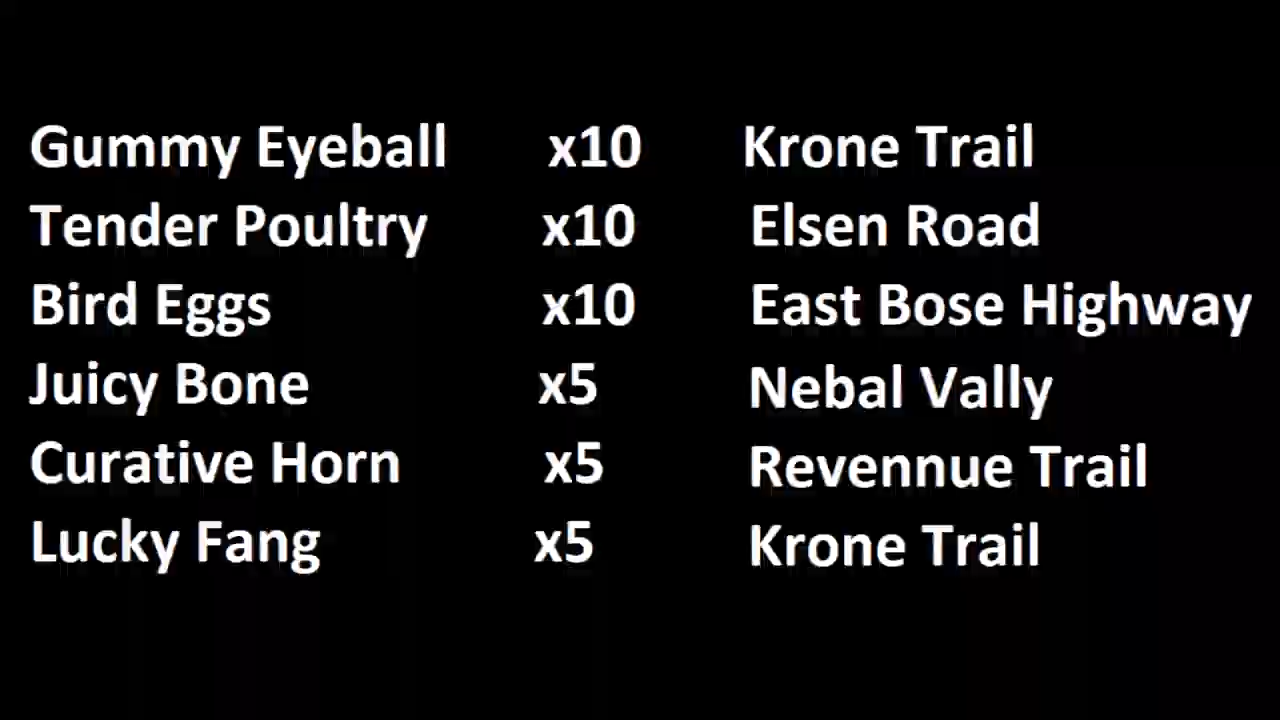 Gummy Eyeball x10 Krone Trail
Tender Poultry x10 Elsen Road
Bird Eggs x10 East Bose Highway
Juicy Bone x5 Nebal Vally
Curative Horn x5 Revennue Trail
Lucky Fang x5 Krone Trail